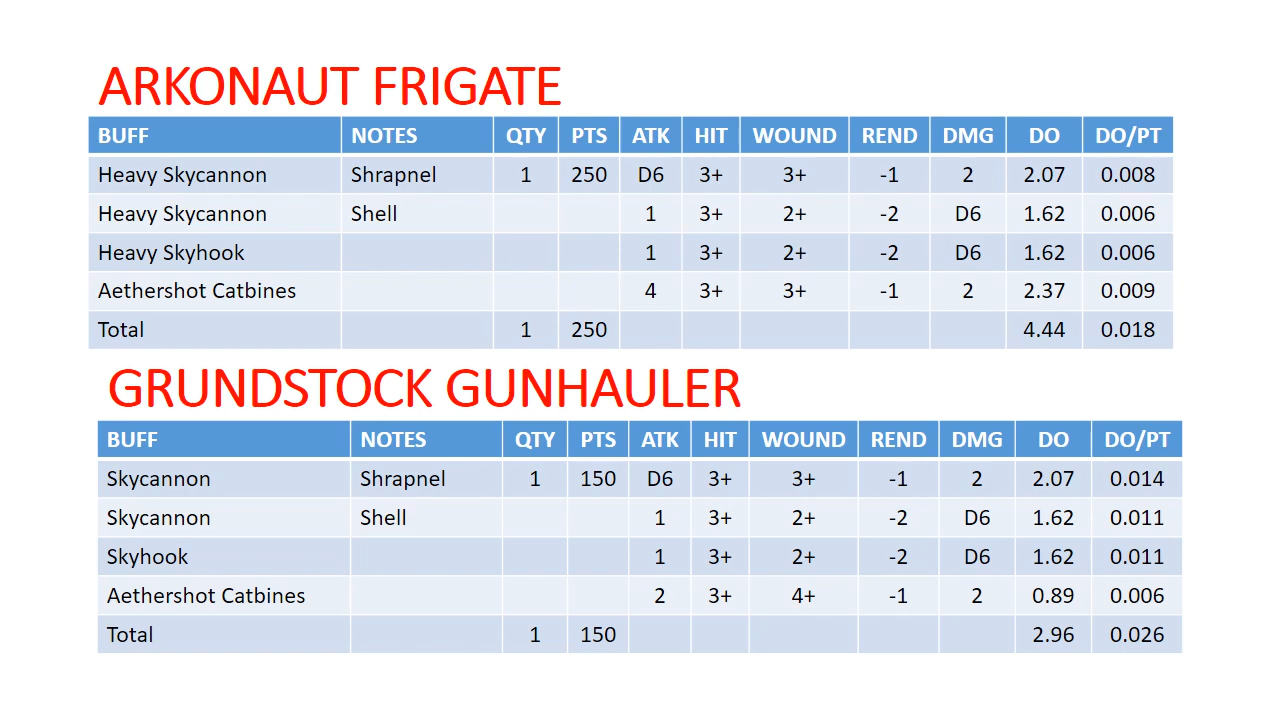 ARKONAUT FRIGATE
BUFF NOTES QTY PTS ATK HIT WOUND REND DMG DO DO/PT
Heavy Skycannon Shrapnel 1 250 D6 3+ 3+ -1 2 2.07 0.008
Heavy Skycannon Shell 1 3+ 2+ -2 D6 1.62 0.006
Heavy Skyhook 1 3+ 2+ -2 D6 1.62 0.006
Aethershot Catbines 4 3+ 3+ -1 2 2.37 0.009
Total 1 250 4.44 0.018
GRUNDSTOCK GUNHAULER
BUFF NOTES QTY PTS ATK HIT WOUND REND DMG DO DO/PT
Skycannon Shrapnel 1 150 D6 3+ 3+ -1 2 2.07 0.014
Skycannon Shell 1 3+ 2+ -2 D6 1.62 0.011
Skyhook 1 3+ 2+ -2 D6 1.62 0.011
Aethershot Catbines 2 3+ 4+ -1 2 0.89 0.006
Total 1 150 2.96 0.026